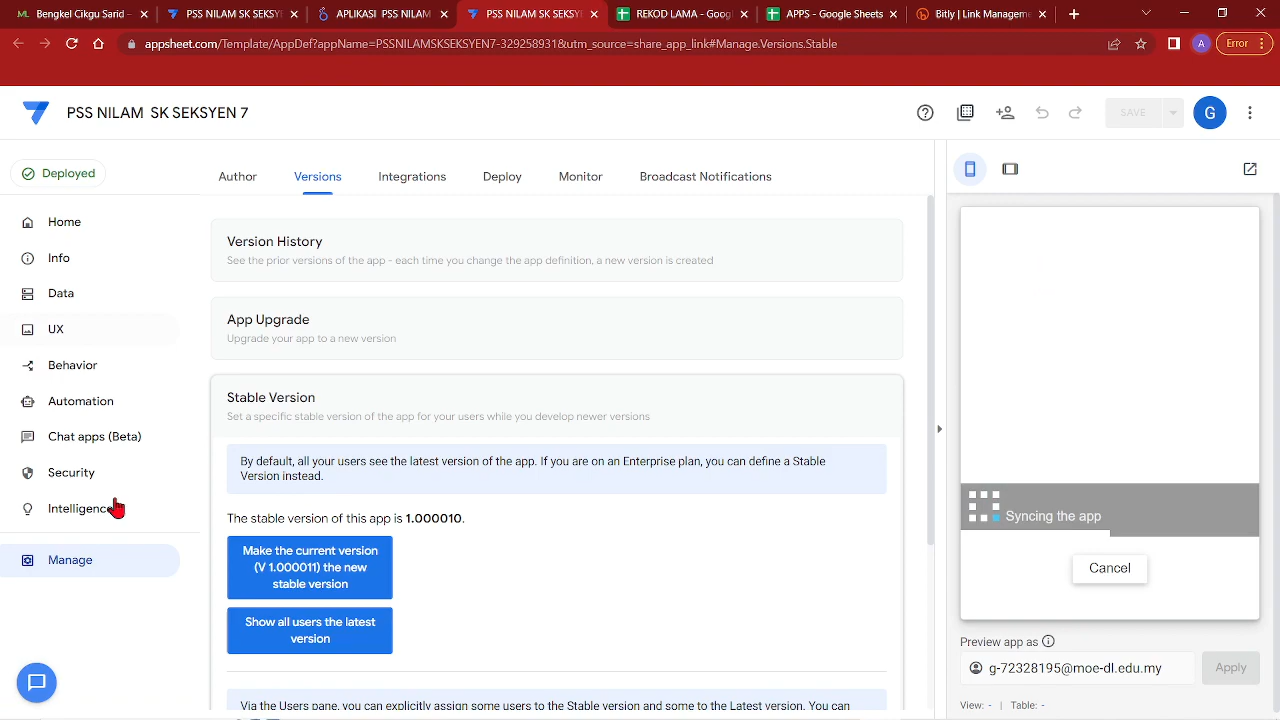 Bengkel Cikgu Sarid –
PSS NILAM SK SEKSY
APLIKASI PSS NILAM
PSS NILAM SK SEKSY
REKOD LAMA - Goog
APPS - Google Sheets
Bitly | Link Manageme
appsheet.com/Template/AppDef?appName=PSSNILAMSKSEKSYEN7-329258931&utm_source=share_app_link#Manage.Versions.Stable
A
Error
PSS NILAM SK SEKSYEN 7
SAVE
G
Deployed
Author
Versions
Integrations
Deploy
Monitor
Broadcast Notifications
Home
Info
Data
UX
Behavior
Automation
Chat apps (Beta)
Security
Intelligence
Manage
Version History
See the prior versions of the app - each time you change the app definition, a new version is created
App Upgrade
Upgrade your app to a new version
Stable Version
Set a specific stable version of the app for your users while you develop newer versions
By default, all your users see the latest version of the app. If you are on an Enterprise plan, you can define a Stable
Version instead.
The stable version of this app is 1.000010.
Make the current version
(V 1.000011) the new
stable version
Show all users the latest
version
Via the Users pane, you can explicitly assign some users to the Stable version and some to the Latest version. You can
Syncing the app
Cancel
Preview app as
g-72328195@moe-dl.edu.my
Apply
View: - | Table: -